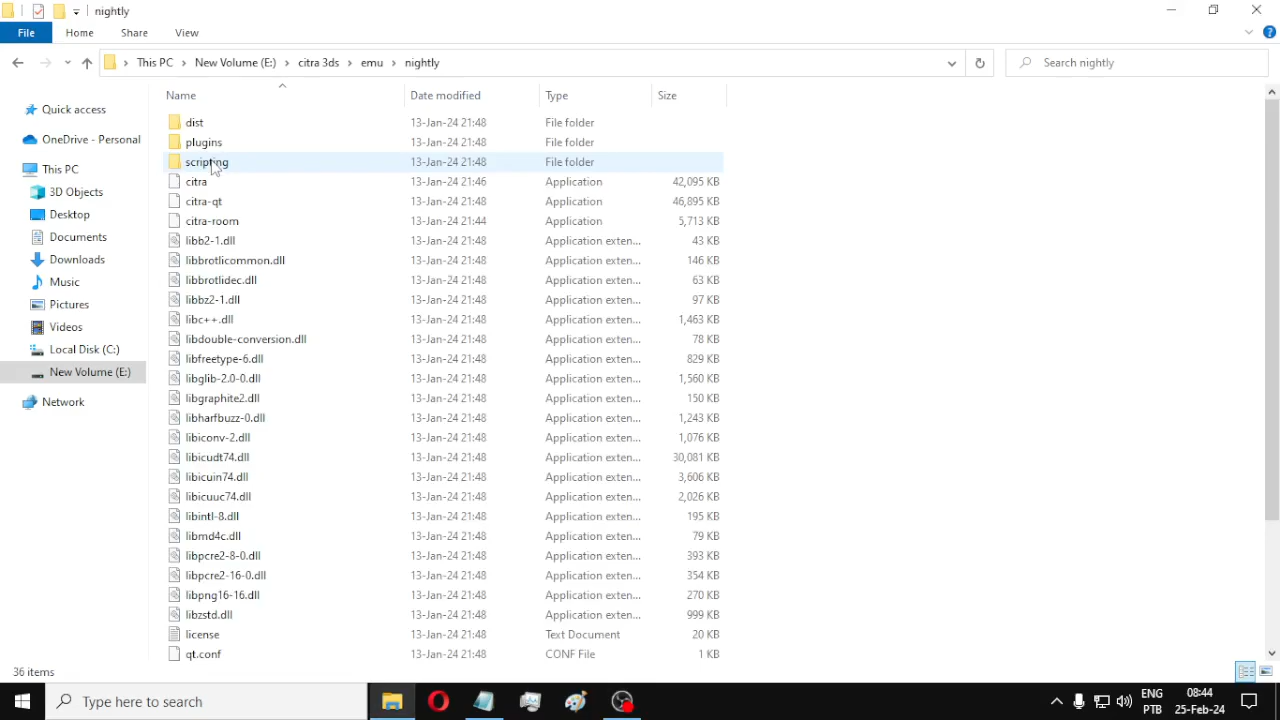 nightly
File Home Share View
This PC New Volume (E:) citra 3ds emu nightly Search nightly
Name Date modified Type Size
Quick access
OneDrive - Personal
This PC
3D Objects
Desktop
Documents
Downloads
Music
Pictures
Videos
Local Disk (C:)
New Volume (E:)
Network
dist 13-Jan-24 21:48 File folder
plugins 13-Jan-24 21:48 File folder
scripting 13-Jan-24 21:48 File folder
citra 13-Jan-24 21:46 Application 42,095 KB
citra-qt 13-Jan-24 21:48 Application 46,895 KB
citra-room 13-Jan-24 21:44 Application 5,713 KB
libb2-1.dll 13-Jan-24 21:48 Application exten... 43 KB
libbrotlicommon.dll 13-Jan-24 21:48 Application exten... 146 KB
libbrotlidec.dll 13-Jan-24 21:48 Application exten... 63 KB
libbz2-1.dll 13-Jan-24 21:48 Application exten... 97 KB
libc++.dll 13-Jan-24 21:48 Application exten... 1,463 KB
libdouble-conversion.dll 13-Jan-24 21:48 Application exten... 78 KB
libfreetype-6.dll 13-Jan-24 21:48 Application exten... 829 KB
libglib-2.0-0.dll 13-Jan-24 21:48 Application exten... 1,560 KB
libgraphite2.dll 13-Jan-24 21:48 Application exten... 150 KB
libharfbuzz-0.dll 13-Jan-24 21:48 Application exten... 1,243 KB
libiconv-2.dll 13-Jan-24 21:48 Application exten... 1,076 KB
libicudt74.dll 13-Jan-24 21:48 Application exten... 30,081 KB
libicuin74.dll 13-Jan-24 21:48 Application exten... 3,606 KB
libicuuc74.dll 13-Jan-24 21:48 Application exten... 2,026 KB
libintl-8.dll 13-Jan-24 21:48 Application exten... 195 KB
libmd4c.dll 13-Jan-24 21:48 Application exten... 79 KB
libpcre2-8-0.dll 13-Jan-24 21:48 Application exten... 393 KB
libpcre2-16-0.dll 13-Jan-24 21:48 Application exten... 354 KB
libpng16-16.dll 13-Jan-24 21:48 Application exten... 270 KB
libzstd.dll 13-Jan-24 21:48 Application exten... 999 KB
license 13-Jan-24 21:48 Text Document 20 KB
qt.conf 13-Jan-24 21:48 CONF File 1 KB
36 items
Type here to search
ENG
PTB
08:44
25-Feb-24